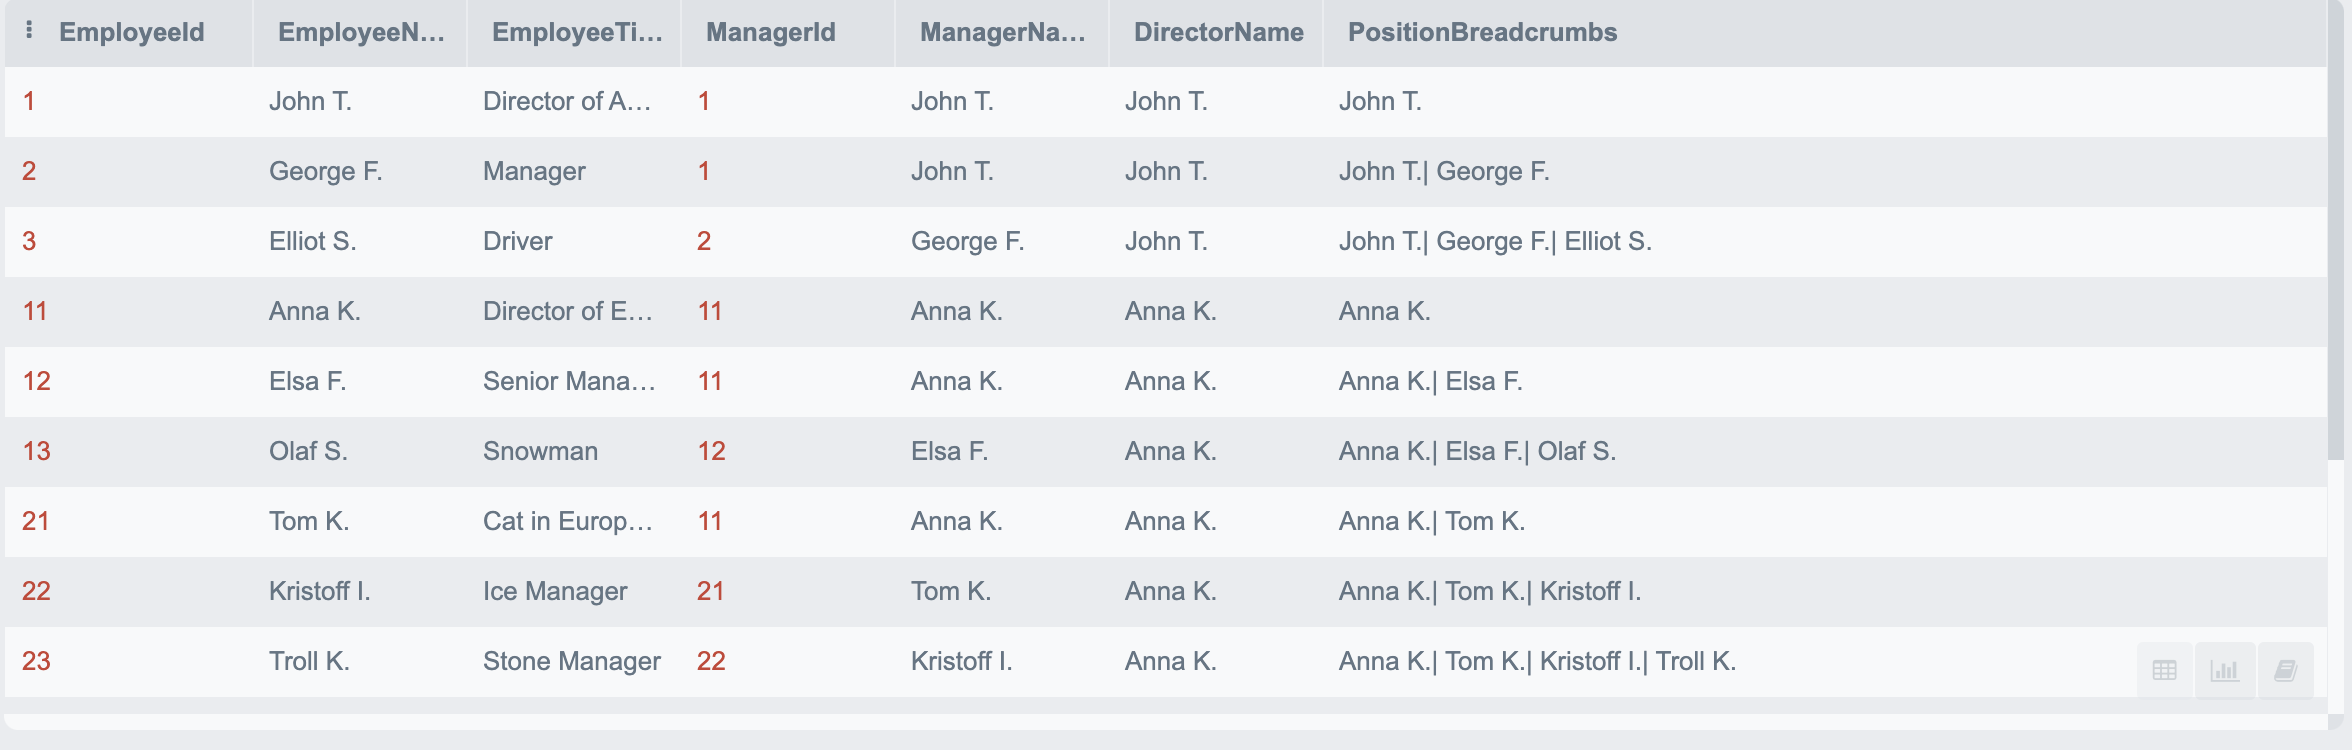 EmployeeId EmployeeN... EmployeeTi... ManagerId ManagerNa... DirectorName PositionBreadcrumbs
1 John T. Director of A... 1 John T. John T. John T.
2 George F. Manager 1 John T. John T. John T.| George F.
3 Elliot S. Driver 2 George F. John T. John T.| George F.| Elliot S.
11 Anna K. Director of E... 11 Anna K. Anna K. Anna K.
12 Elsa F. Senior Mana... 11 Anna K. Anna K. Anna K.| Elsa F.
13 Olaf S. Snowman 12 Elsa F. Anna K. Anna K.| Elsa F.| Olaf S.
21 Tom K. Cat in Europ... 11 Anna K. Anna K. Anna K.| Tom K.
22 Kristoff I. Ice Manager 21 Tom K. Anna K. Anna K.| Tom K.| Kristoff I.
23 Troll K. Stone Manager 22 Kristoff I. Anna K. Anna K.| Tom K.| Kristoff I.| Troll K.